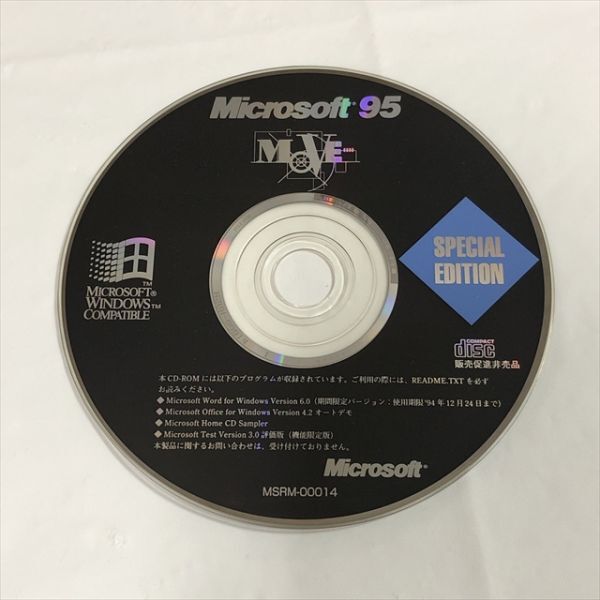 Microsoft® 95
MOVE
SPECIAL
EDITION
TM
MICROSOFT®
WINDOWS™
COMPATIBLE
COMPACT
disc
販売促進非売品
本CD-ROMには以下のプログラムが収録されています。ご利用の際には、README.TXTを必ず
お読みください。
◆Microsoft Word for Windows Version 6.0(期間限定バージョン:使用期限'94年12月24日まで)
◆Microsoft Office for Windows Version 4.2 オートデモ
◆Microsoft Home CD Sampler
◆Microsoft Test Version 3.0 評価版(機能限定版)
本製品に関するお問い合わせは、受け付けておりません。
Microsoft®
MSRM-00014